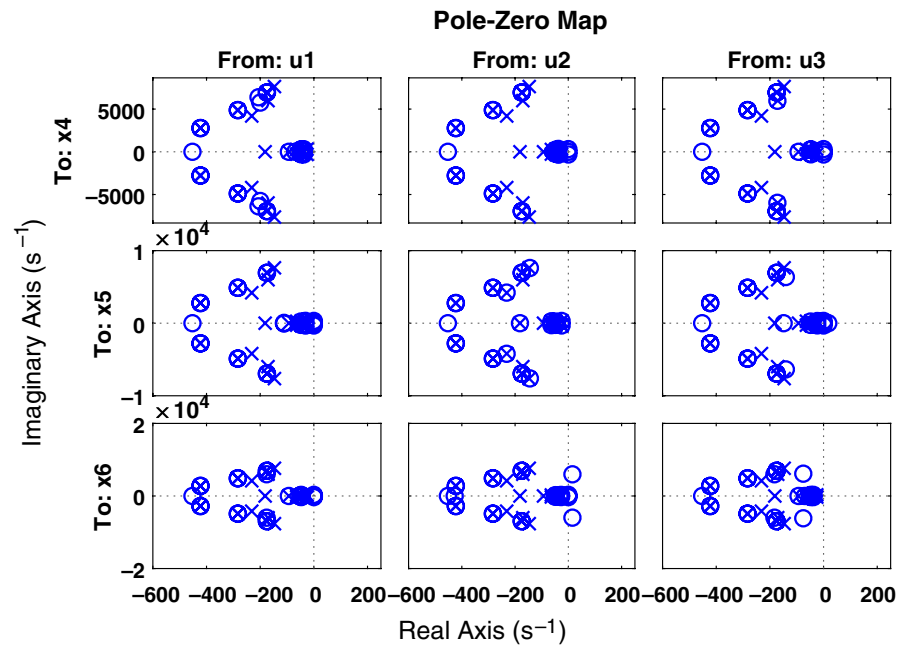 Pole-Zero Map
From: u1 From: u2 From: u3
To: x4
5000
0
−5000
×10⁴
To: x5
1
0
−1
×10⁴
To: x6
2
0
−2
−600 −400 −200 0 200 −600 −400 −200 0 200 −600 −400 −200 0 200
Imaginary Axis (s⁻¹)
Real Axis (s⁻¹)